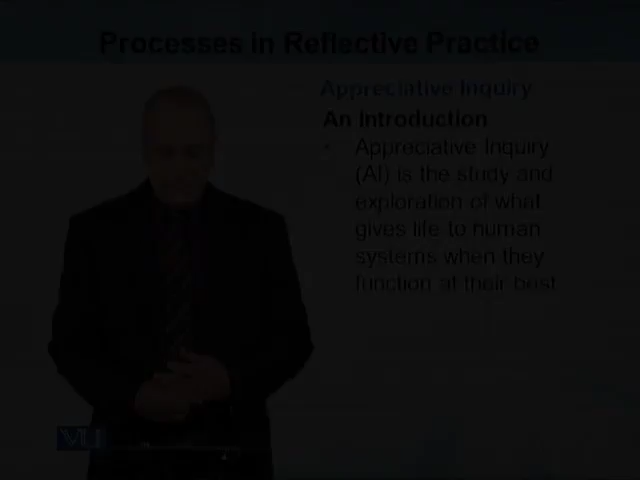 Processes in Reflective Practice
Appreciative Inquiry
An Introduction
• Appreciative Inquiry
(AI) is the study and
exploration of what
gives life to human
systems when they
function at their best
VU